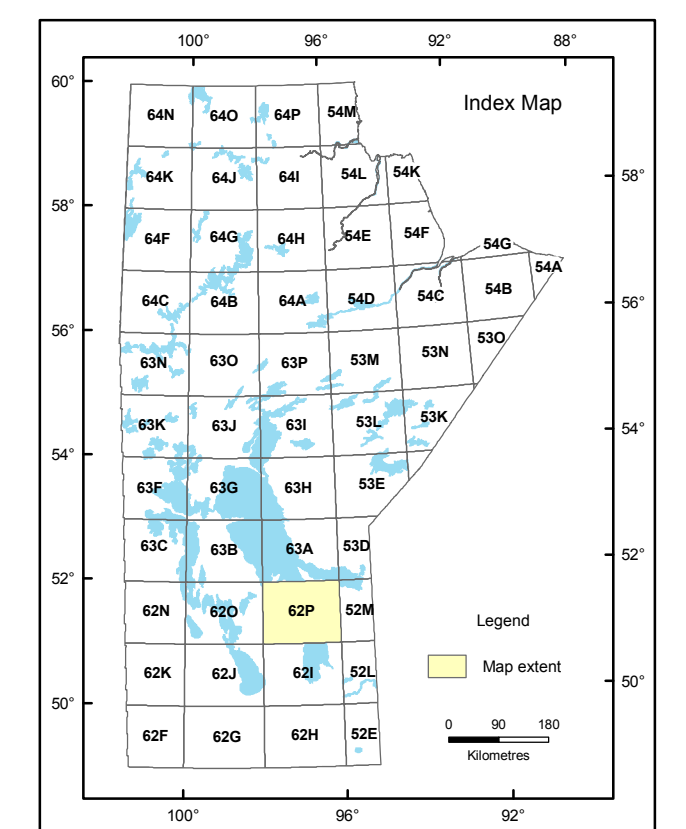 100° 96° 92° 88°
60°
Index Map
64N 64O 64P 54M
64K 64J 64I 54L 54K
58°
58°
64F 64G 64H 54E 54F 54G
54A
64C 64B 64A 54D 54C 54B
56°
56°
63N 63O 63P 53M 53N 53O
63K 63J 63I 53L 53K
54°
54°
63F 63G 63H 53E
63C 63B 63A 53D
52°
52°
62N 62O 62P 52M
Legend
62K 62J 62I 52L
Map extent
50°
50°
62F 62G 62H 52E
0 90 180
Kilometres
100° 96° 92°